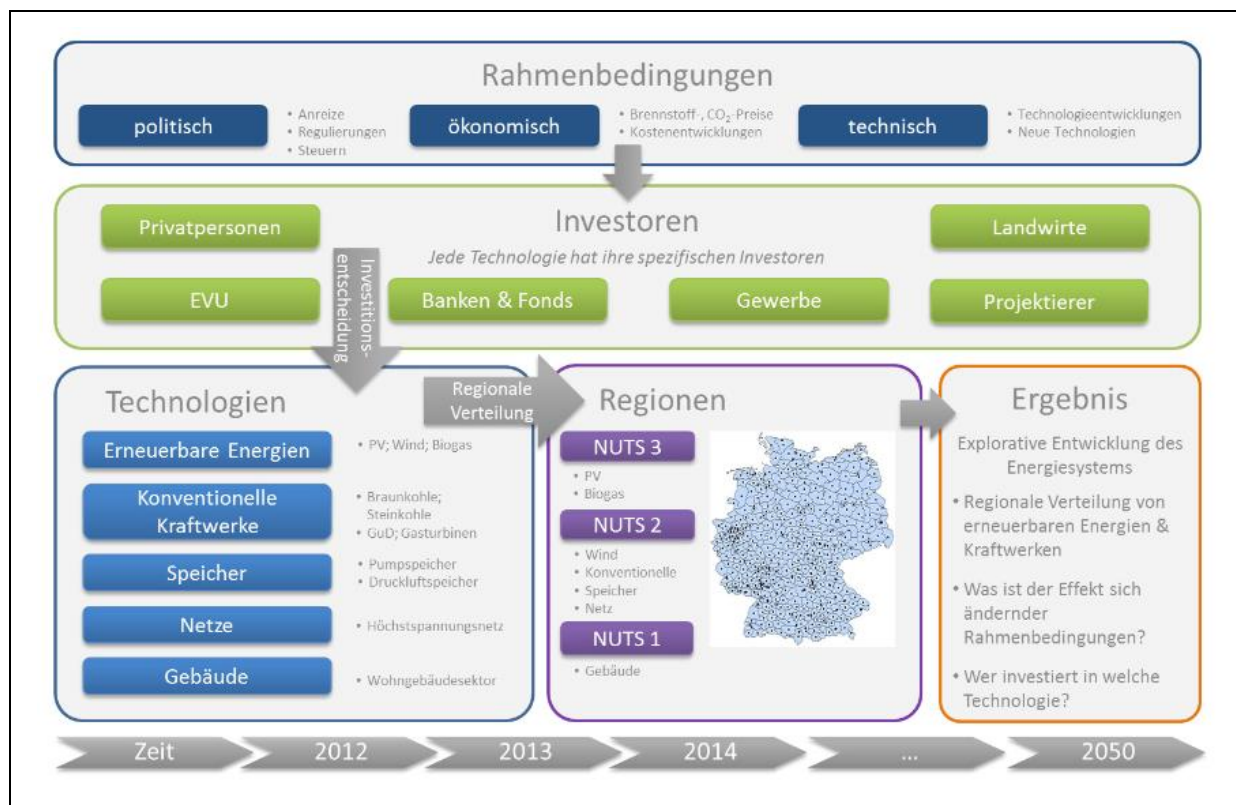 Rahmenbedingungen
politisch
• Anreize
• Regulierungen
• Steuern
ökonomisch
• Brennstoff-, CO₂-Preise
• Kostenentwicklungen
technisch
• Technologieentwicklungen
• Neue Technologien
Investoren
Jede Technologie hat ihre spezifischen Investoren
Privatpersonen
Landwirte
EVU
Banken & Fonds
Gewerbe
Projektierer
Investitions-
entscheidung
Technologien
Erneuerbare Energien
• PV; Wind; Biogas
Konventionelle
Kraftwerke
• Braunkohle;
Steinkohle
• GuD; Gasturbinen
Speicher
• Pumpspeicher
• Druckluftspeicher
Netze
• Höchstspannungsnetz
Gebäude
• Wohngebäudesektor
Regionale
Verteilung
Regionen
NUTS 3
• PV
• Biogas
NUTS 2
• Wind
• Konventionelle
• Speicher
• Netz
NUTS 1
• Gebäude
Ergebnis
Explorative Entwicklung des
Energiesystems
• Regionale Verteilung von
erneuerbaren Energien &
Kraftwerken
• Was ist der Effekt sich
ändernder
Rahmenbedingungen?
• Wer investiert in welche
Technologie?
Zeit
2012
2013
2014
...
2050